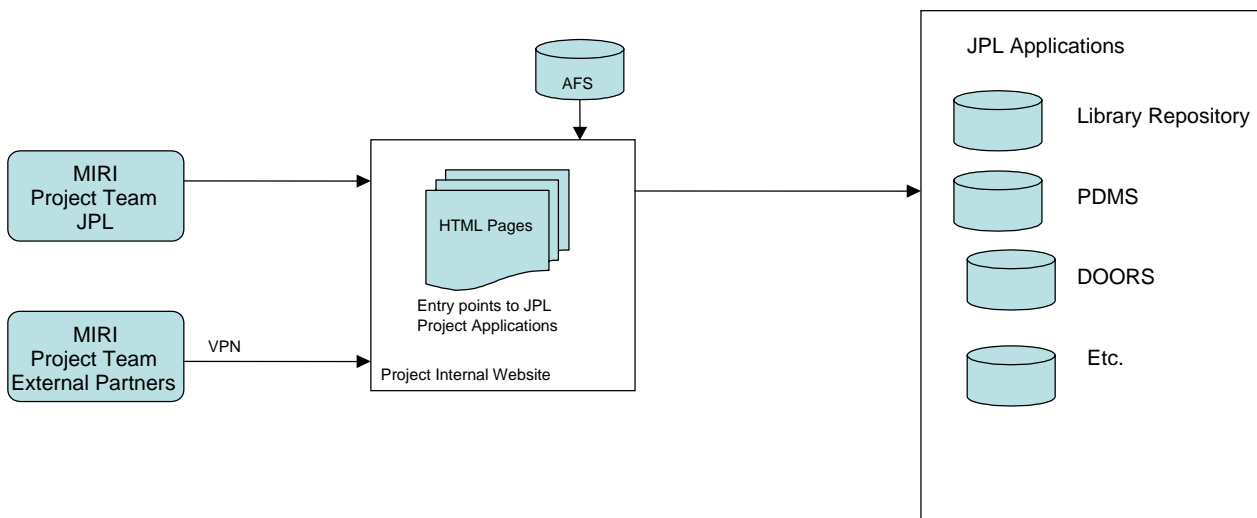 AFS
MIRI
Project Team
JPL
MIRI
Project Team
External Partners
VPN
HTML Pages
Entry points to JPL
Project Applications
Project Internal Website
JPL Applications
Library Repository
PDMS
DOORS
Etc.